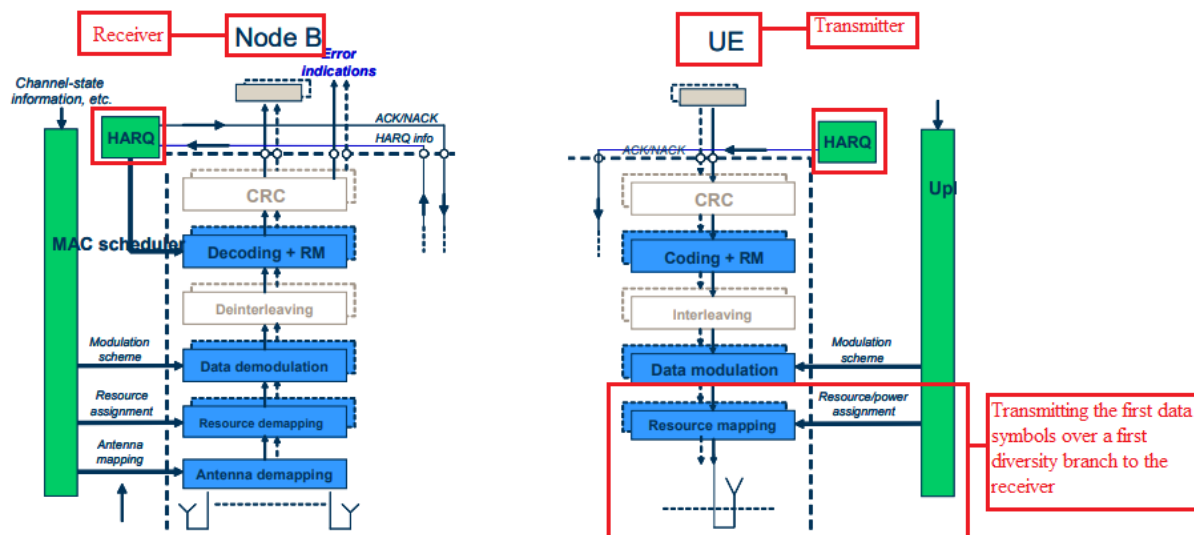 Receiver
Node B
Error
indications
UE
Transmitter
Channel-state
information, etc.
HARQ
ACK/NACK
HARQ info
ACK/NACK
HARQ
CRC
CRC
Upl
MAC scheduler
Decoding + RM
Coding + RM
Deinterleaving
Interleaving
Modulation
scheme
Data demodulation
Data modulation
Modulation
scheme
Resource
assignment
Resource demapping
Resource mapping
Resource/power
assignment
Transmitting the first data
symbols over a first
diversity branch to the
receiver
Antenna
mapping
Antenna demapping